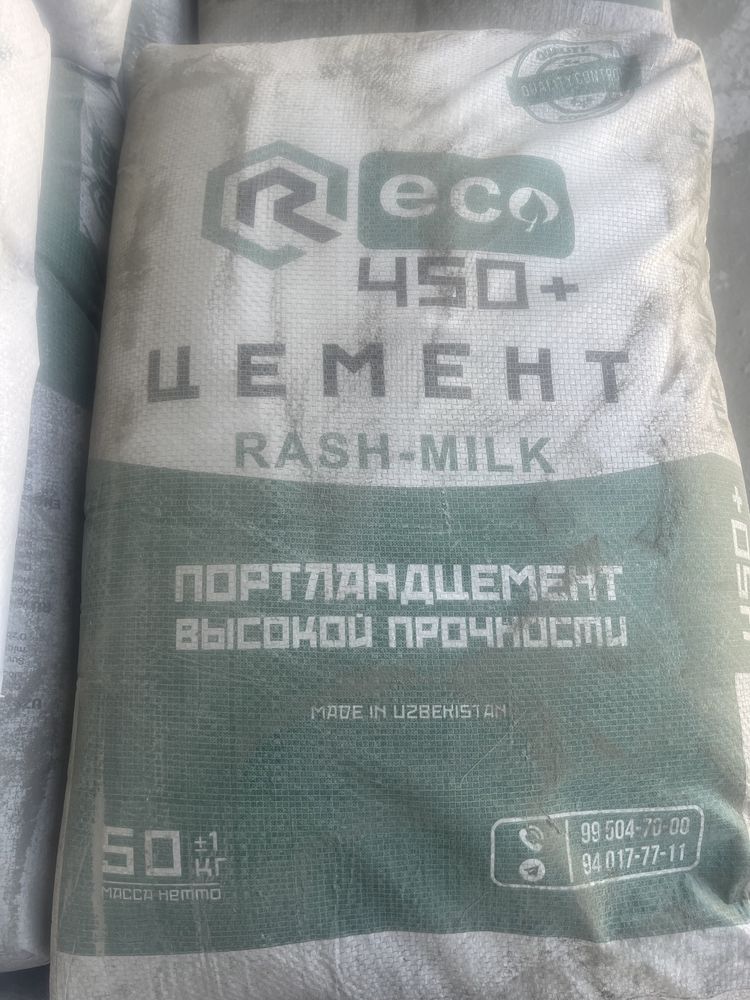 QUALITY
QUALITY CONTROL
R eco
450+
ЦЕМЕНТ
RASH-MILK
ПОРТЛАНДЦЕМЕНТ
ВЫСОКОЙ ПРОЧНОСТИ
MADE IN UZBEKISTAN
50 ±1 КГ
МАССА НЕТТО
99 504-70-00
94 017-77-11
450+